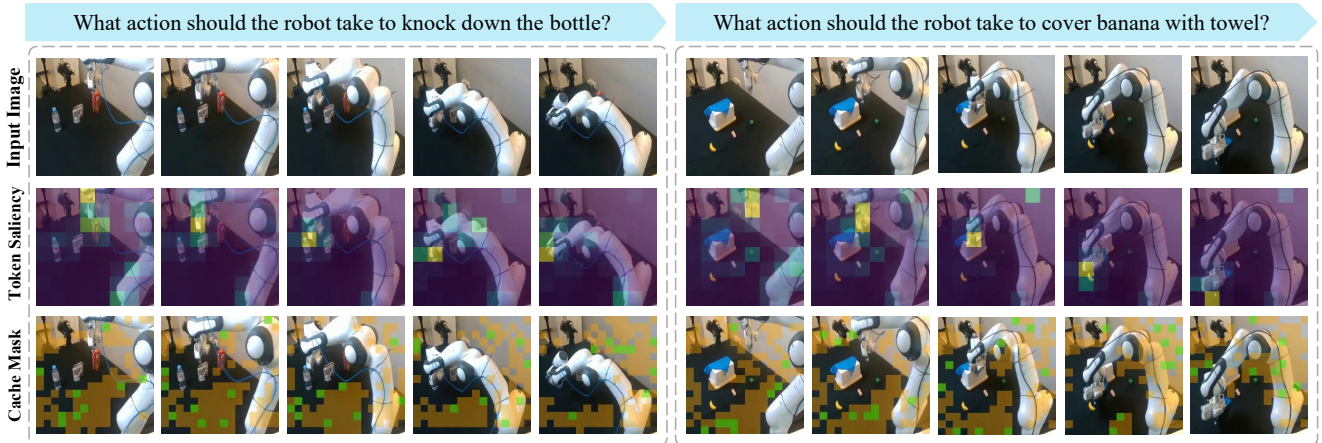 What action should the robot take to knock down the bottle?
What action should the robot take to cover banana with towel?
Input Image
Token Saliency
Cache Mask